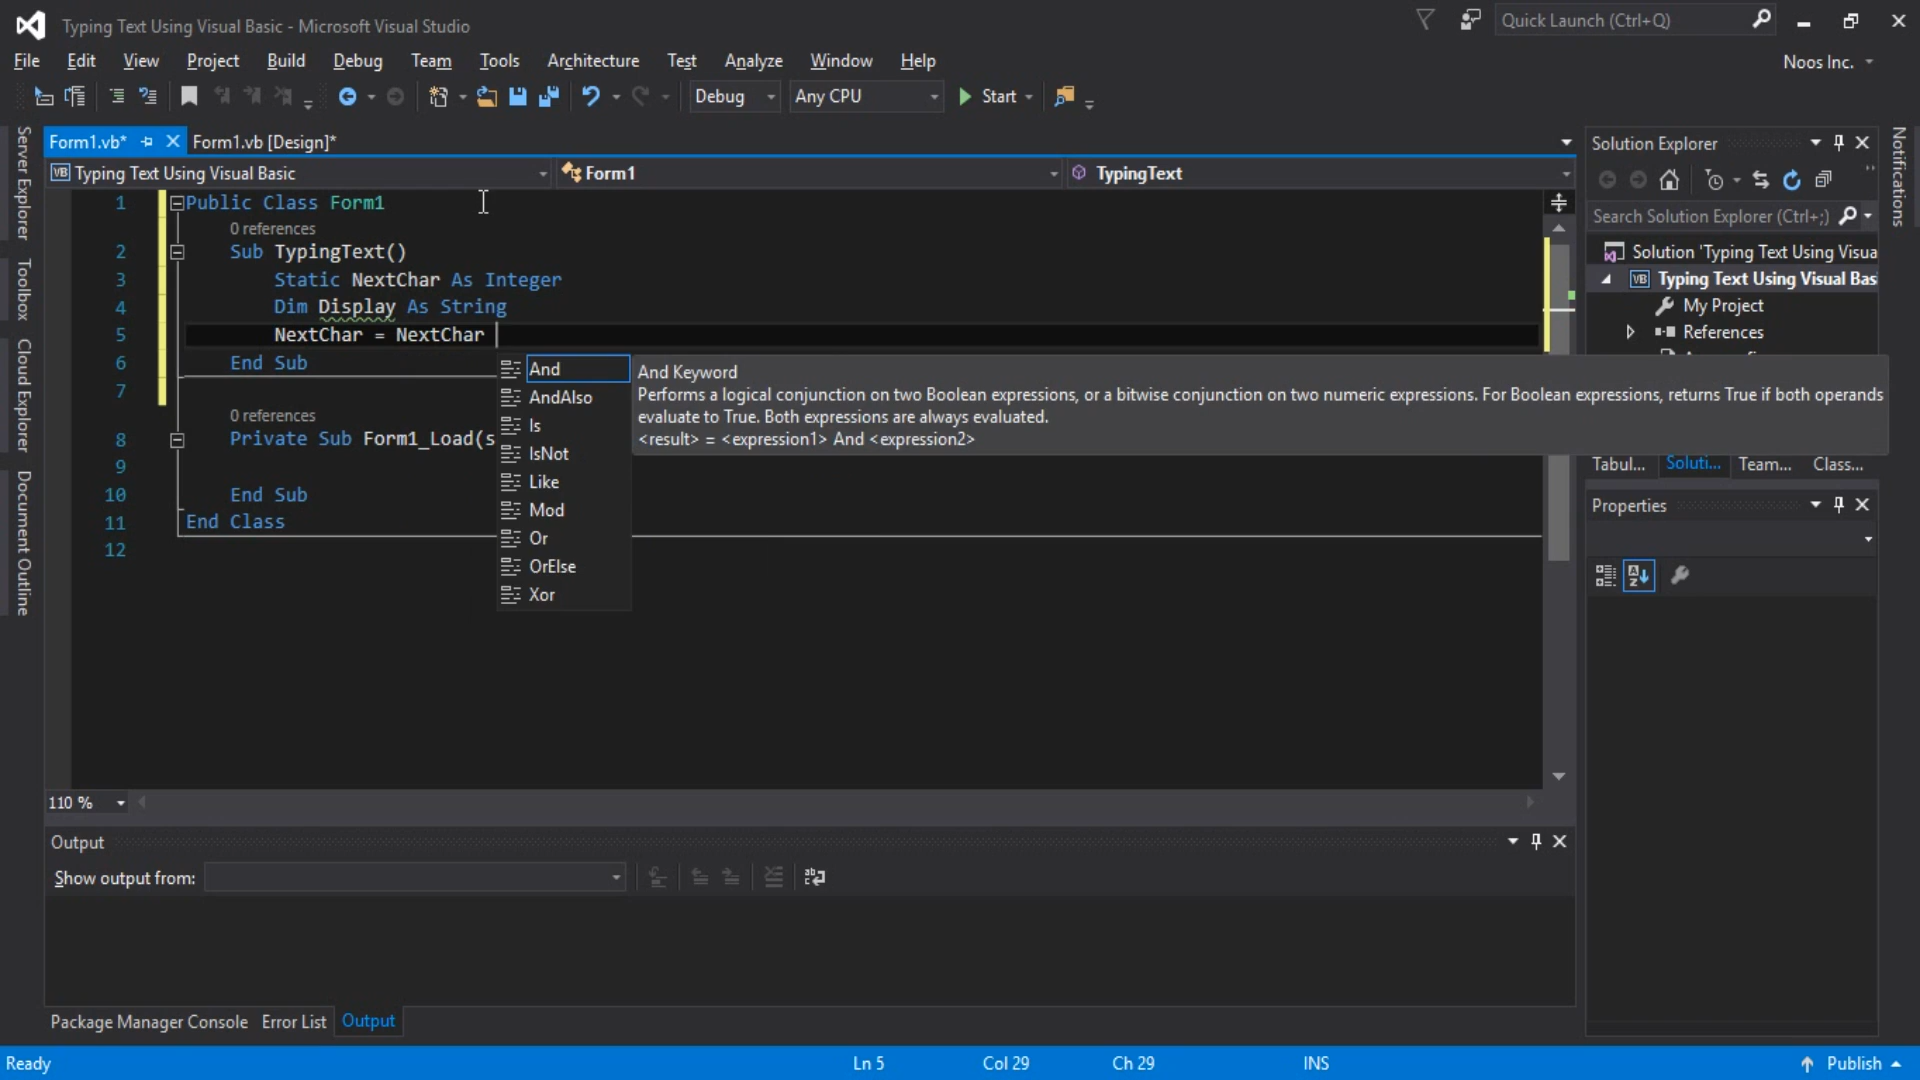 Typing Text Using Visual Basic - Microsoft Visual Studio
Quick Launch (Ctrl+Q)
File Edit View Project Build Debug Team Tools Architecture Test Analyze Window Help
Noos Inc.
Debug Any CPU Start
Form1.vb* Form1.vb [Design]*
Typing Text Using Visual Basic Form1 TypingText
Server Explorer
Toolbox
Cloud Explorer
Document Outline
1 Public Class Form1
0 references
2 Sub TypingText()
3 Static NextChar As Integer
4 Dim Display As String
5 NextChar = NextChar
6 End Sub
7
0 references
8 Private Sub Form1_Load(s
9
10 End Sub
11 End Class
12
And
AndAlso
Is
IsNot
Like
Mod
Or
OrElse
Xor
And Keyword
Performs a logical conjunction on two Boolean expressions, or a bitwise conjunction on two numeric expressions. For Boolean expressions, returns True if both operands
evaluate to True. Both expressions are always evaluated.
<result> = <expression1> And <expression2>
Solution Explorer
Search Solution Explorer (Ctrl+;)
Solution 'Typing Text Using Visua
Typing Text Using Visual Bas
My Project
References
Tabul... Soluti... Team... Class...
Properties
Notifications
110 %
Output
Show output from:
Package Manager Console Error List Output
Ready Ln 5 Col 29 Ch 29 INS Publish